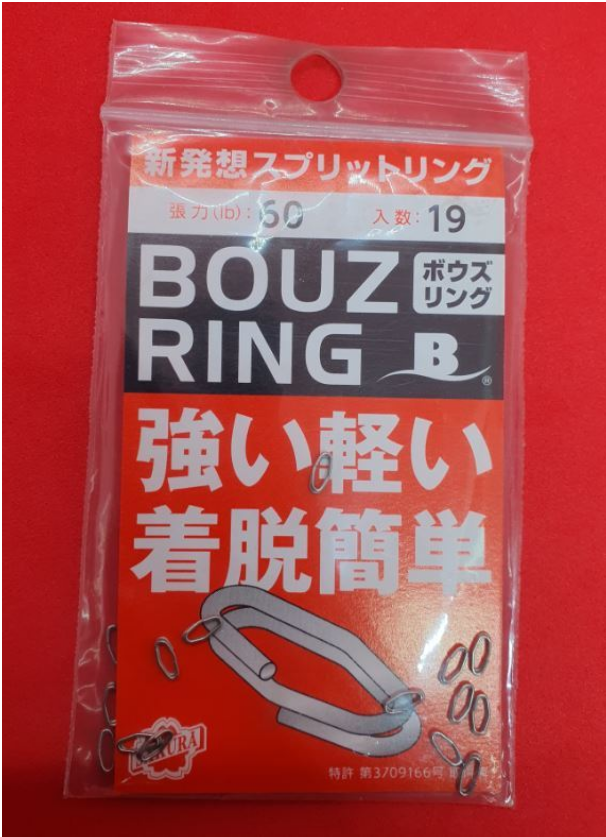 新発想スプリットリング
張力(lb): 60 入数: 19
BOUZ
RING
ボウズ
リング
B
®
強い軽い
着脱簡単
特許 第3709166号